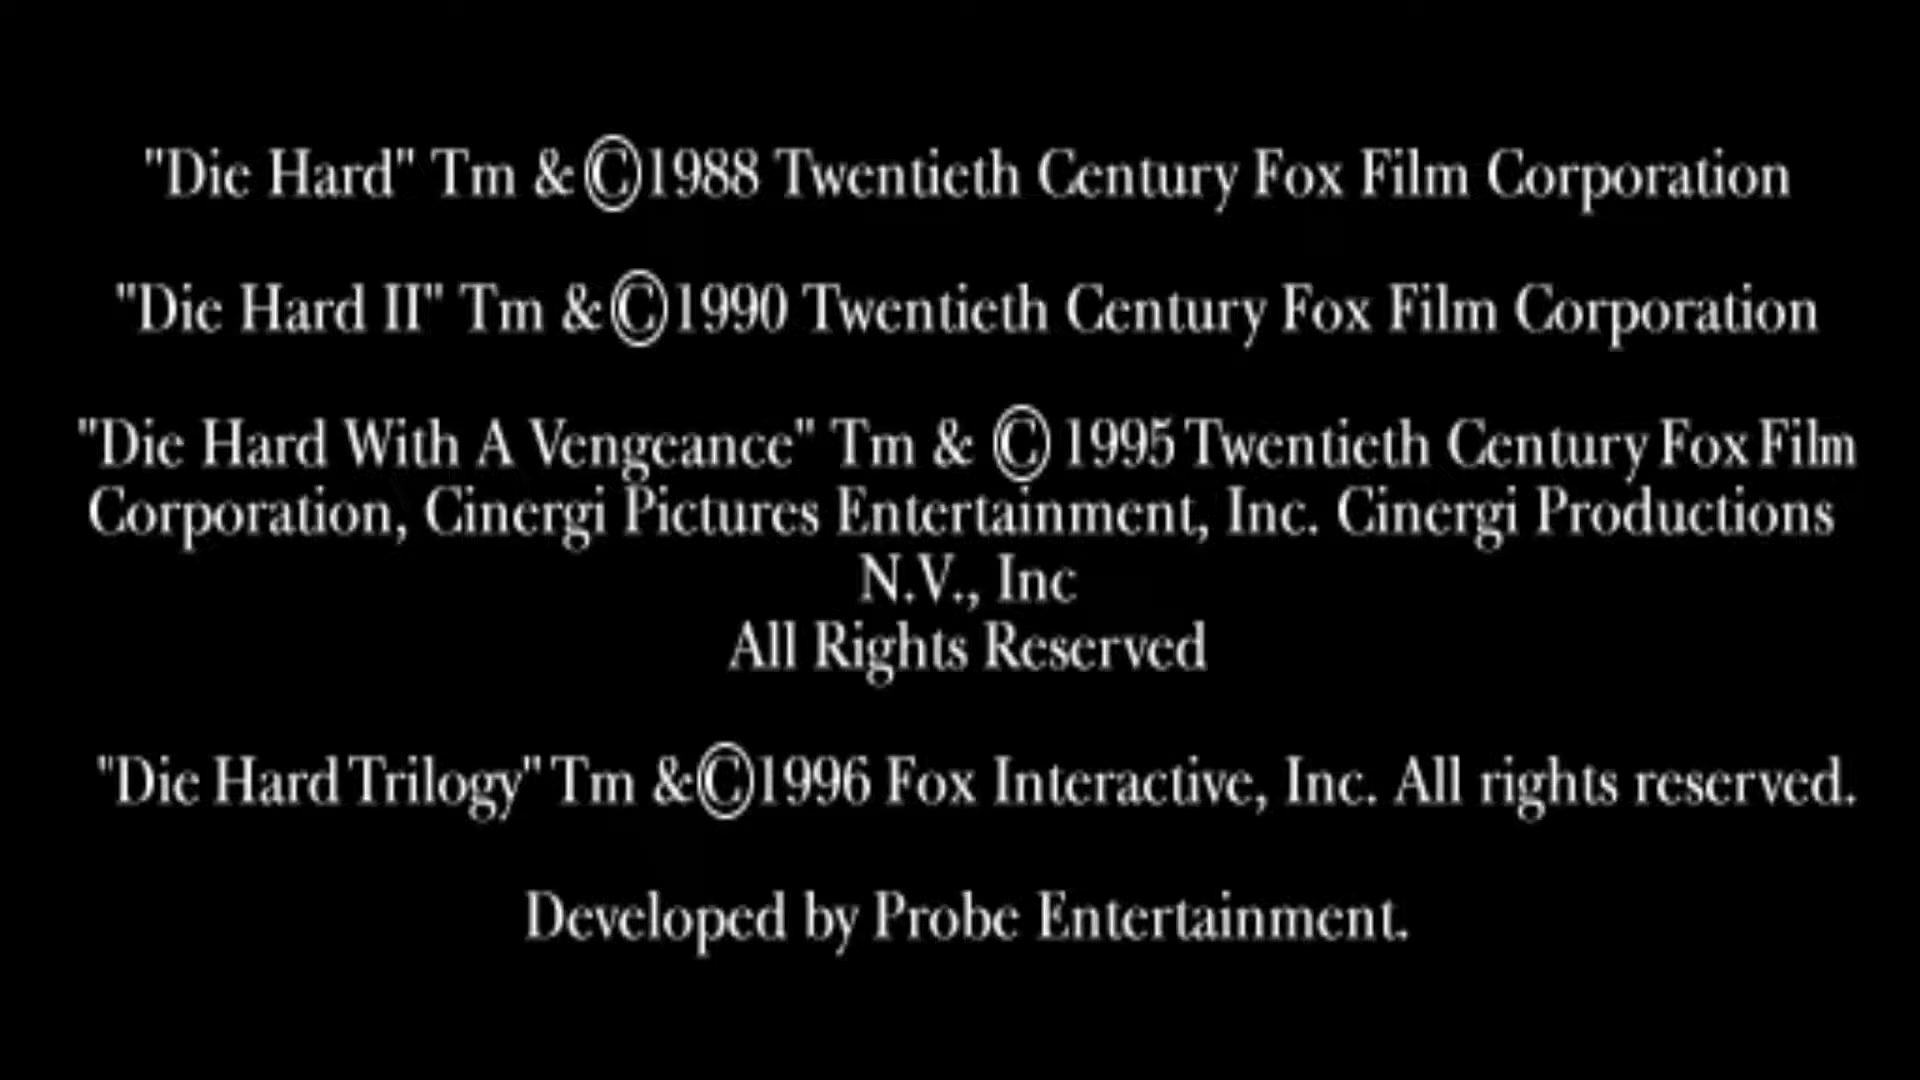 "Die Hard" Tm & ©1988 Twentieth Century Fox Film Corporation
"Die Hard II" Tm & ©1990 Twentieth Century Fox Film Corporation
"Die Hard With A Vengeance" Tm & © 1995 Twentieth Century Fox Film
Corporation, Cinergi Pictures Entertainment, Inc. Cinergi Productions
N.V., Inc
All Rights Reserved
"Die Hard Trilogy" Tm &©1996 Fox Interactive, Inc. All rights reserved.
Developed by Probe Entertainment.